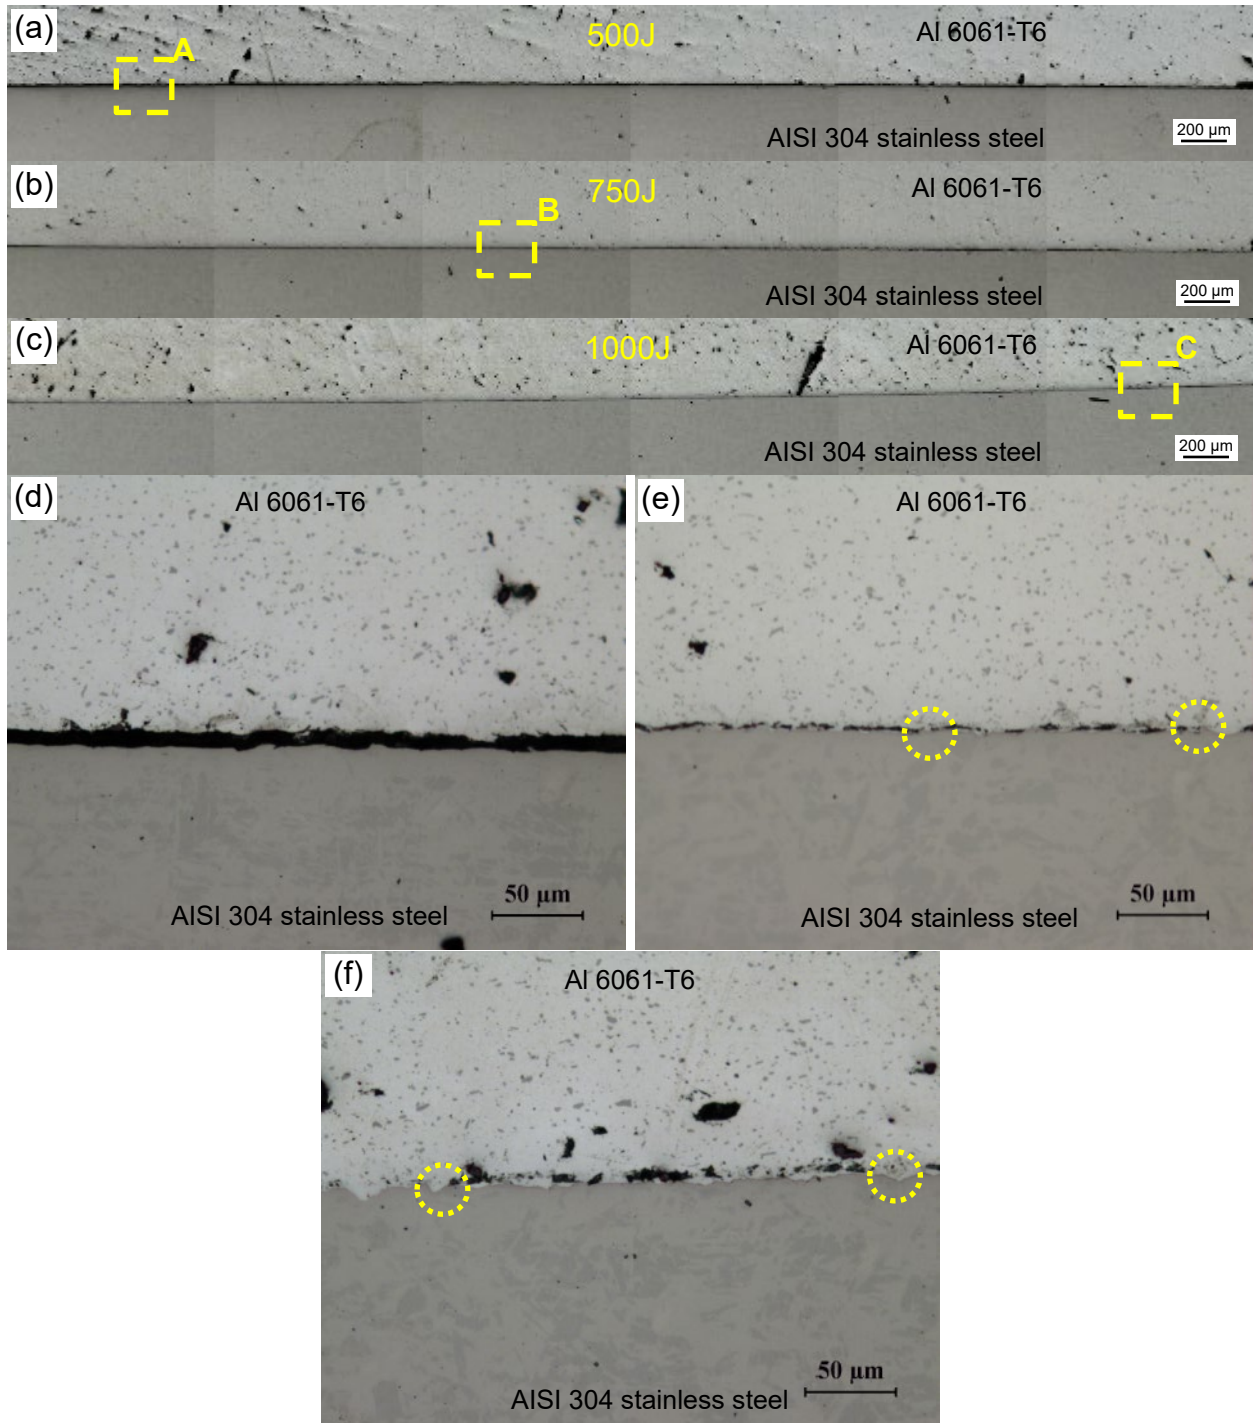 (a)
A
500J
Al 6061-T6
AISI 304 stainless steel
200 µm
(b)
B
750J
Al 6061-T6
AISI 304 stainless steel
200 µm
(c)
1000J
Al 6061-T6
C
AISI 304 stainless steel
200 µm
(d)
Al 6061-T6
50 µm
AISI 304 stainless steel
(e)
Al 6061-T6
50 µm
AISI 304 stainless steel
(f)
Al 6061-T6
50 µm
AISI 304 stainless steel